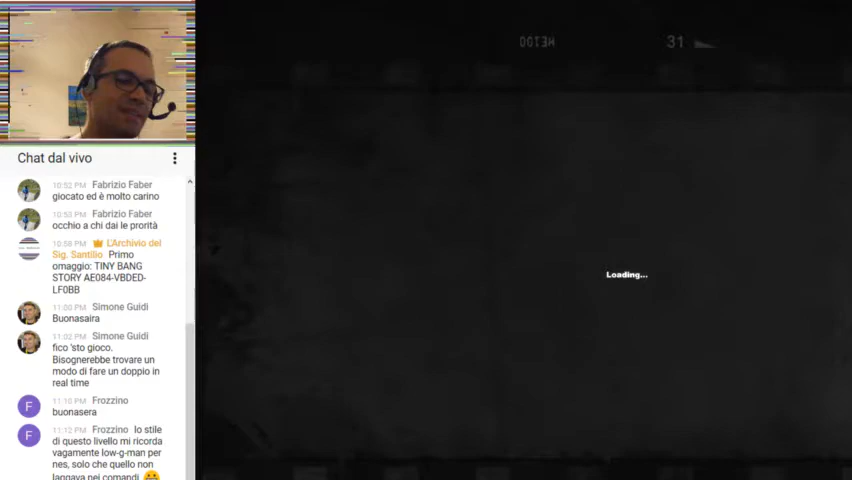 31
Loading...
Chat dal vivo
10:52 PM Fabrizio Faber
giocato ed è molto carino
10:53 PM Fabrizio Faber
occhio a chi dai le prorità
10:58 PM L'Archivio del
Sig. Santilio Primo
omaggio: TINY BANG
STORY AE084-VBDED-
LF0BB
11:00 PM Simone Guidi
Buonasaira
11:02 PM Simone Guidi
fico 'sto gioco.
Bisognerebbe trovare un
modo di fare un doppio in
real time
F
11:10 PM Frozzino
buonasera
F
11:12 PM Frozzino lo stile
di questo livello mi ricorda
vagamente low-g-man per
nes, solo che quello non
laggava nei comandi